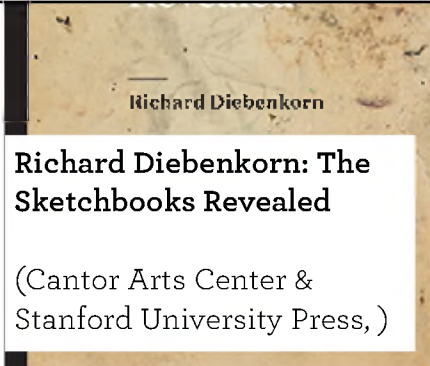 Richard Diebenkorn
Richard Diebenkorn: The
Sketchbooks Revealed
(Cantor Arts Center &
Stanford University Press, )